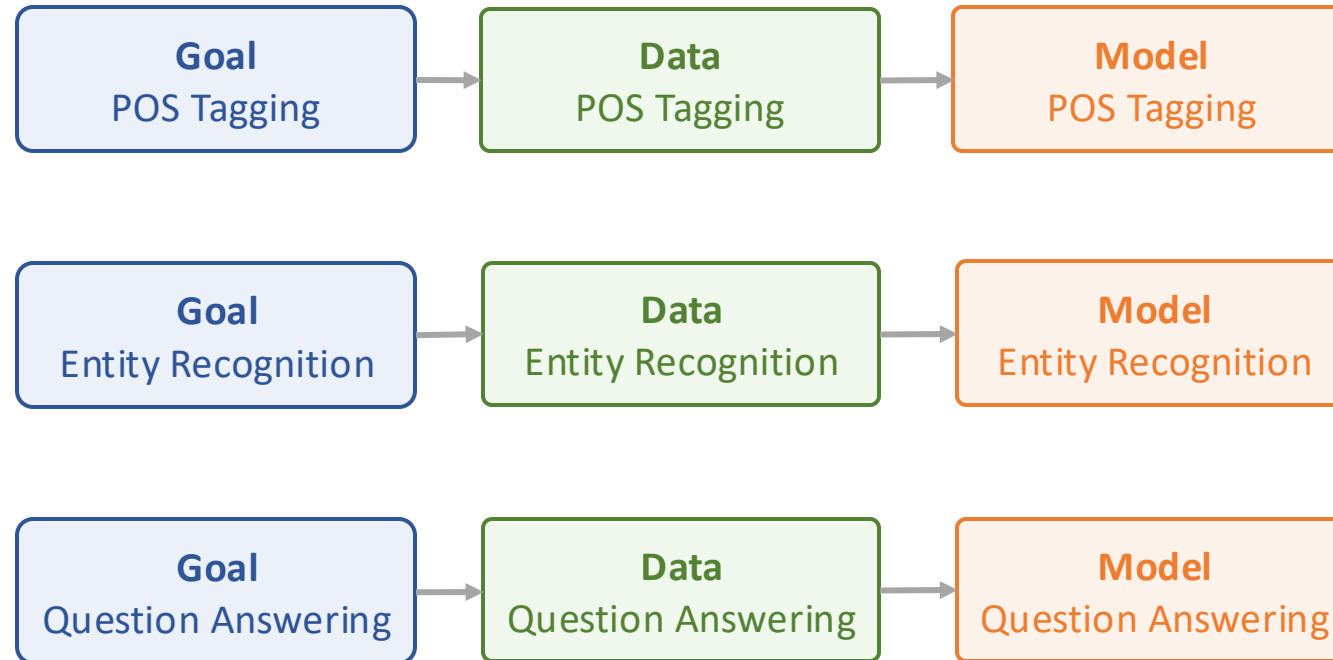 Goal
POS Tagging
Data
POS Tagging
Model
POS Tagging
Goal
Entity Recognition
Data
Entity Recognition
Model
Entity Recognition
Goal
Question Answering
Data
Question Answering
Model
Question Answering